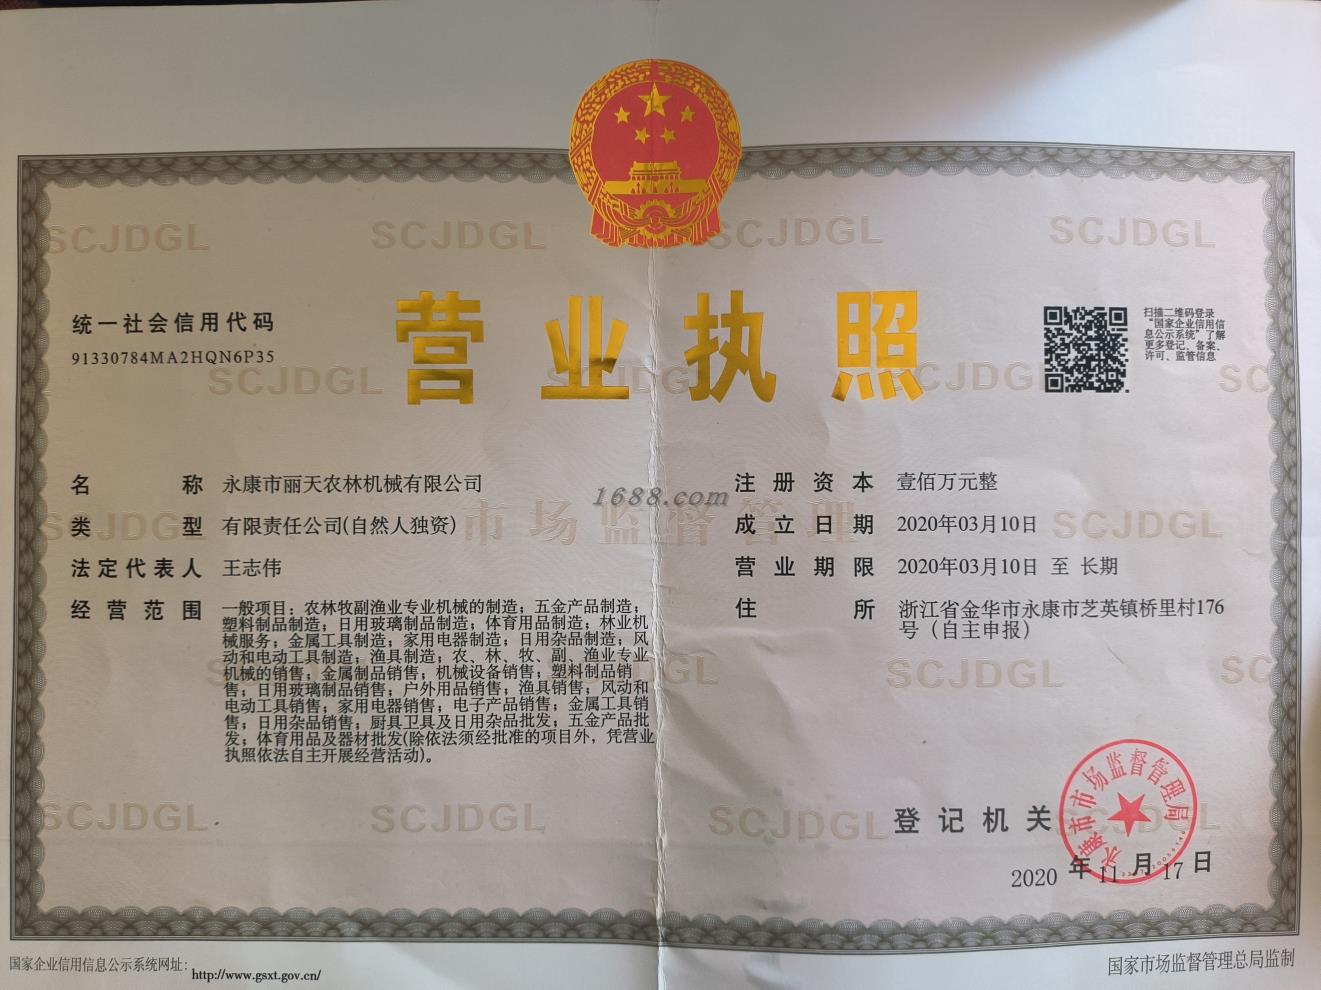 SCJDGL SCJDGL SCJDGL SCJDGL
营业执照
统一社会信用代码
91330784MA2HQN6P35
扫描二维码登录
“国家企业信用信
息公示系统”了解
更多登记、备案、
许可、监管信息
SCJDGL SCJDGL SCJDGL SC
名称 永康市丽天农林机械有限公司
类型 有限责任公司(自然人独资)
法定代表人 王志伟
经营范围 一般项目：农林牧副渔业专业机械的制造；五金产品制造；
塑料制品制造；日用玻璃制品制造；体育用品制造；林业机
械服务；金属工具制造；家用电器制造；日用杂品制造；风
动和电动工具制造；渔具制造；农、林、牧、副、渔业专业
机械的销售；金属制品销售；机械设备销售；塑料制品销
售；日用玻璃制品销售；户外用品销售；渔具销售；风动和
电动工具销售；家用电器销售；电子产品销售；金属工具销
售；日用杂品销售；厨具卫具及日用杂品批发；五金产品批
发；体育用品及器材批发(除依法须经批准的项目外，凭营业
执照依法自主开展经营活动)。
1688.com
市场监督管理
SCJDGL SCJDGL
注册资本 壹佰万元整
成立日期 2020年03月10日
营业期限 2020年03月10日 至 长期
住所 浙江省金华市永康市芝英镇桥里村176
号（自主申报）
SCJDGL SC
SCJDGL SCJDGL SCJDGL
登记机关
永康市市场监督管理局
2020 年 11 月 17 日
国家企业信用信息公示系统网址：
http://www.gsxt.gov.cn/
国家市场监督管理总局监制